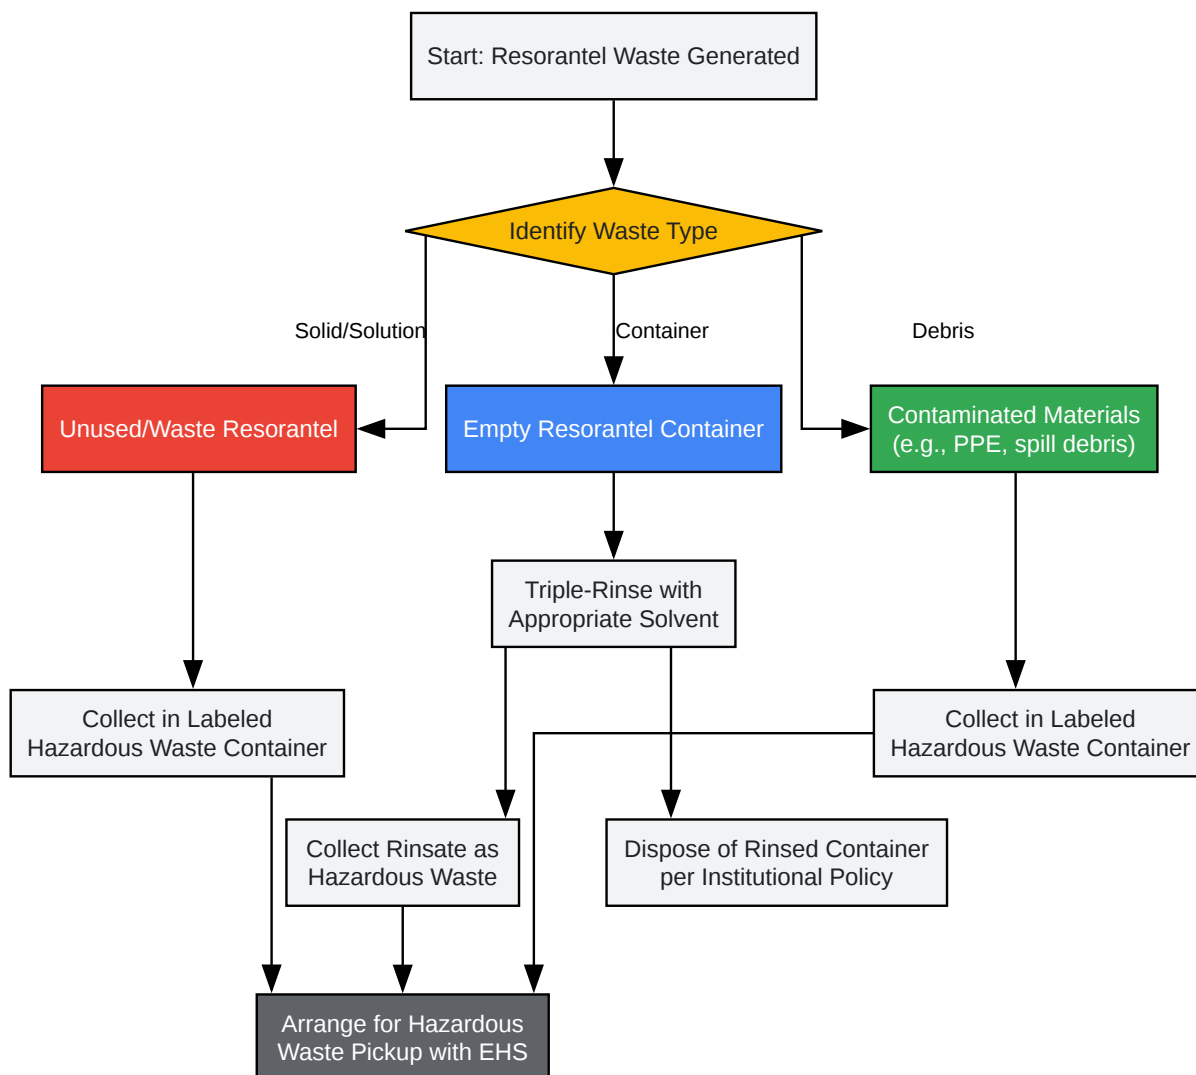 Start: Resorantel Waste Generated
Identify Waste Type
Solid/Solution
Container
Debris
Unused/Waste Resorantel
Empty Resorantel Container
Contaminated Materials
(e.g., PPE, spill debris)
Triple-Rinse with
Appropriate Solvent
Collect in Labeled
Hazardous Waste Container
Collect in Labeled
Hazardous Waste Container
Collect Rinsate as
Hazardous Waste
Dispose of Rinsed Container
per Institutional Policy
Arrange for Hazardous
Waste Pickup with EHS